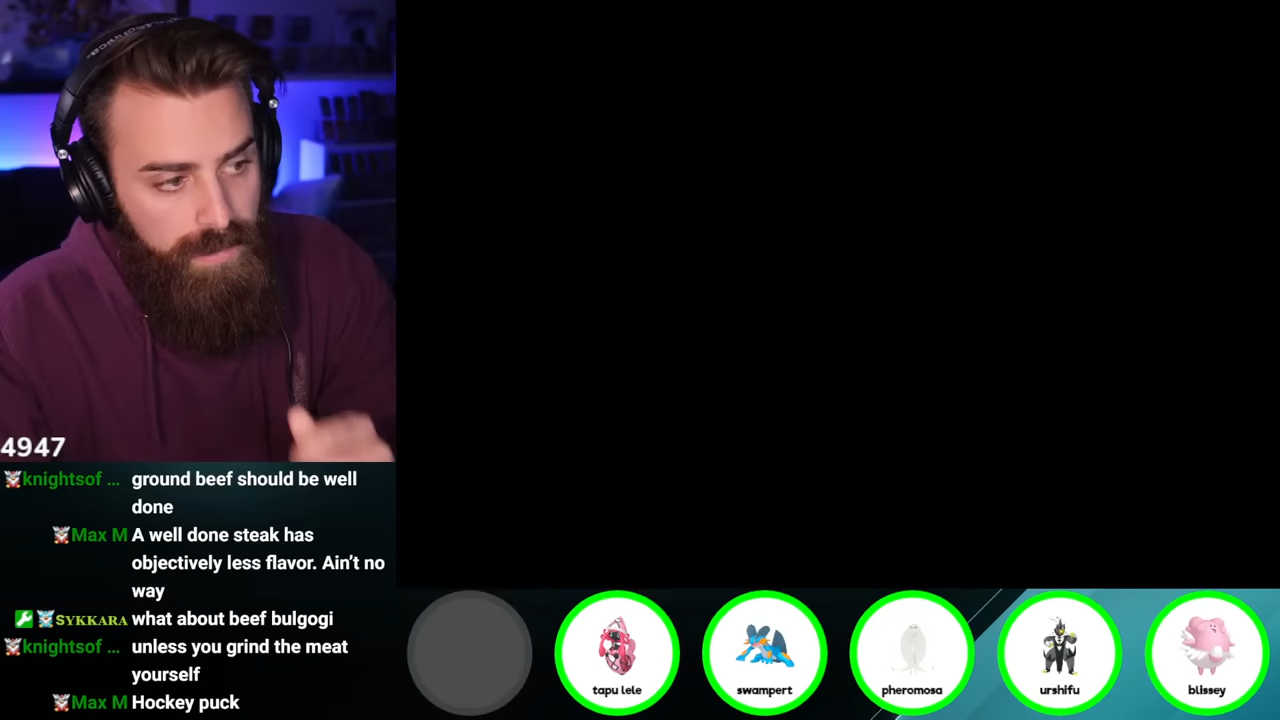 4947
knightsof ... ground beef should be well
done
Max M A well done steak has
objectively less flavor. Ain't no
way
SYKKARA what about beef bulgogi
knightsof ... unless you grind the meat
yourself
Max M Hockey puck
tapu lele
swampert
pheromosa
urshifu
blissey